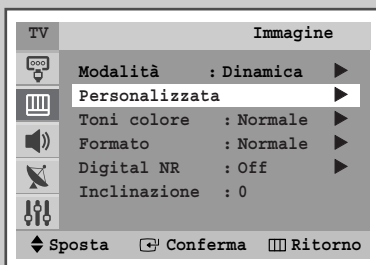 TV Immagine
Modalità : Dinamica
Personalizzata
Toni colore : Normale
Formato : Normale
Digital NR : Off
Inclinazione : 0
Sposta Conferma Ritorno